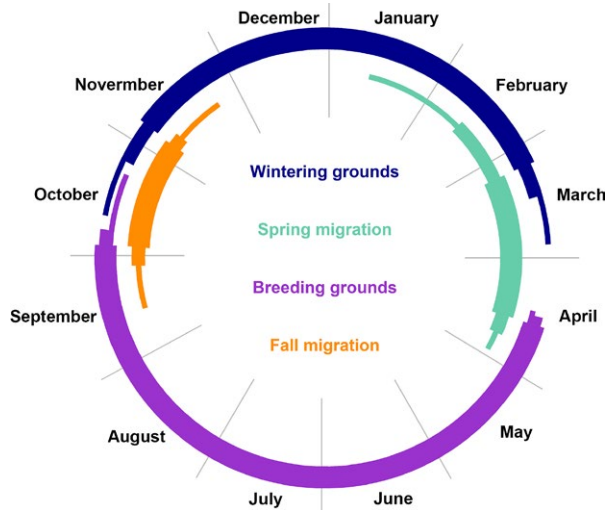 December
January
Novermber
February
Wintering grounds
October
March
Spring migration
Breeding grounds
September
April
Fall migration
August
May
July
June